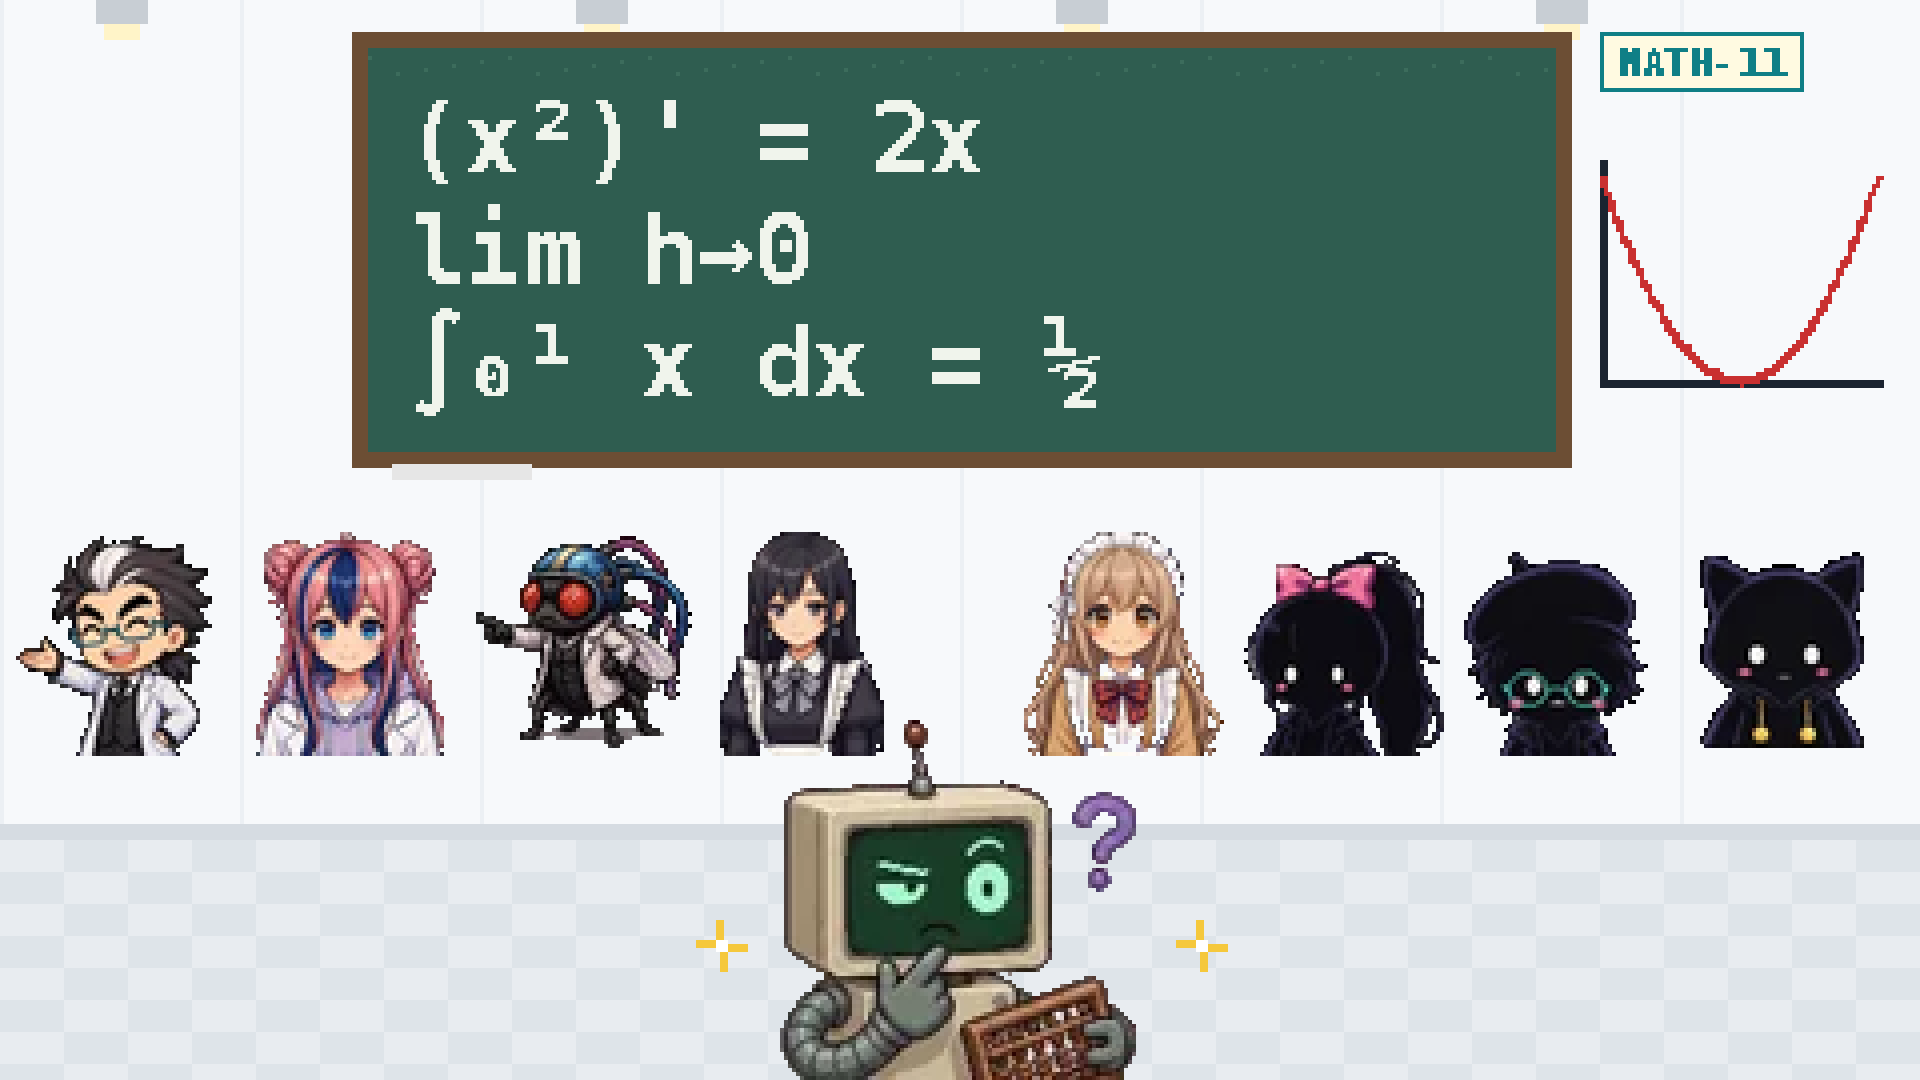 MATH-11
(x²)' = 2x
lim h→0
∫₀¹ x dx = ½
?